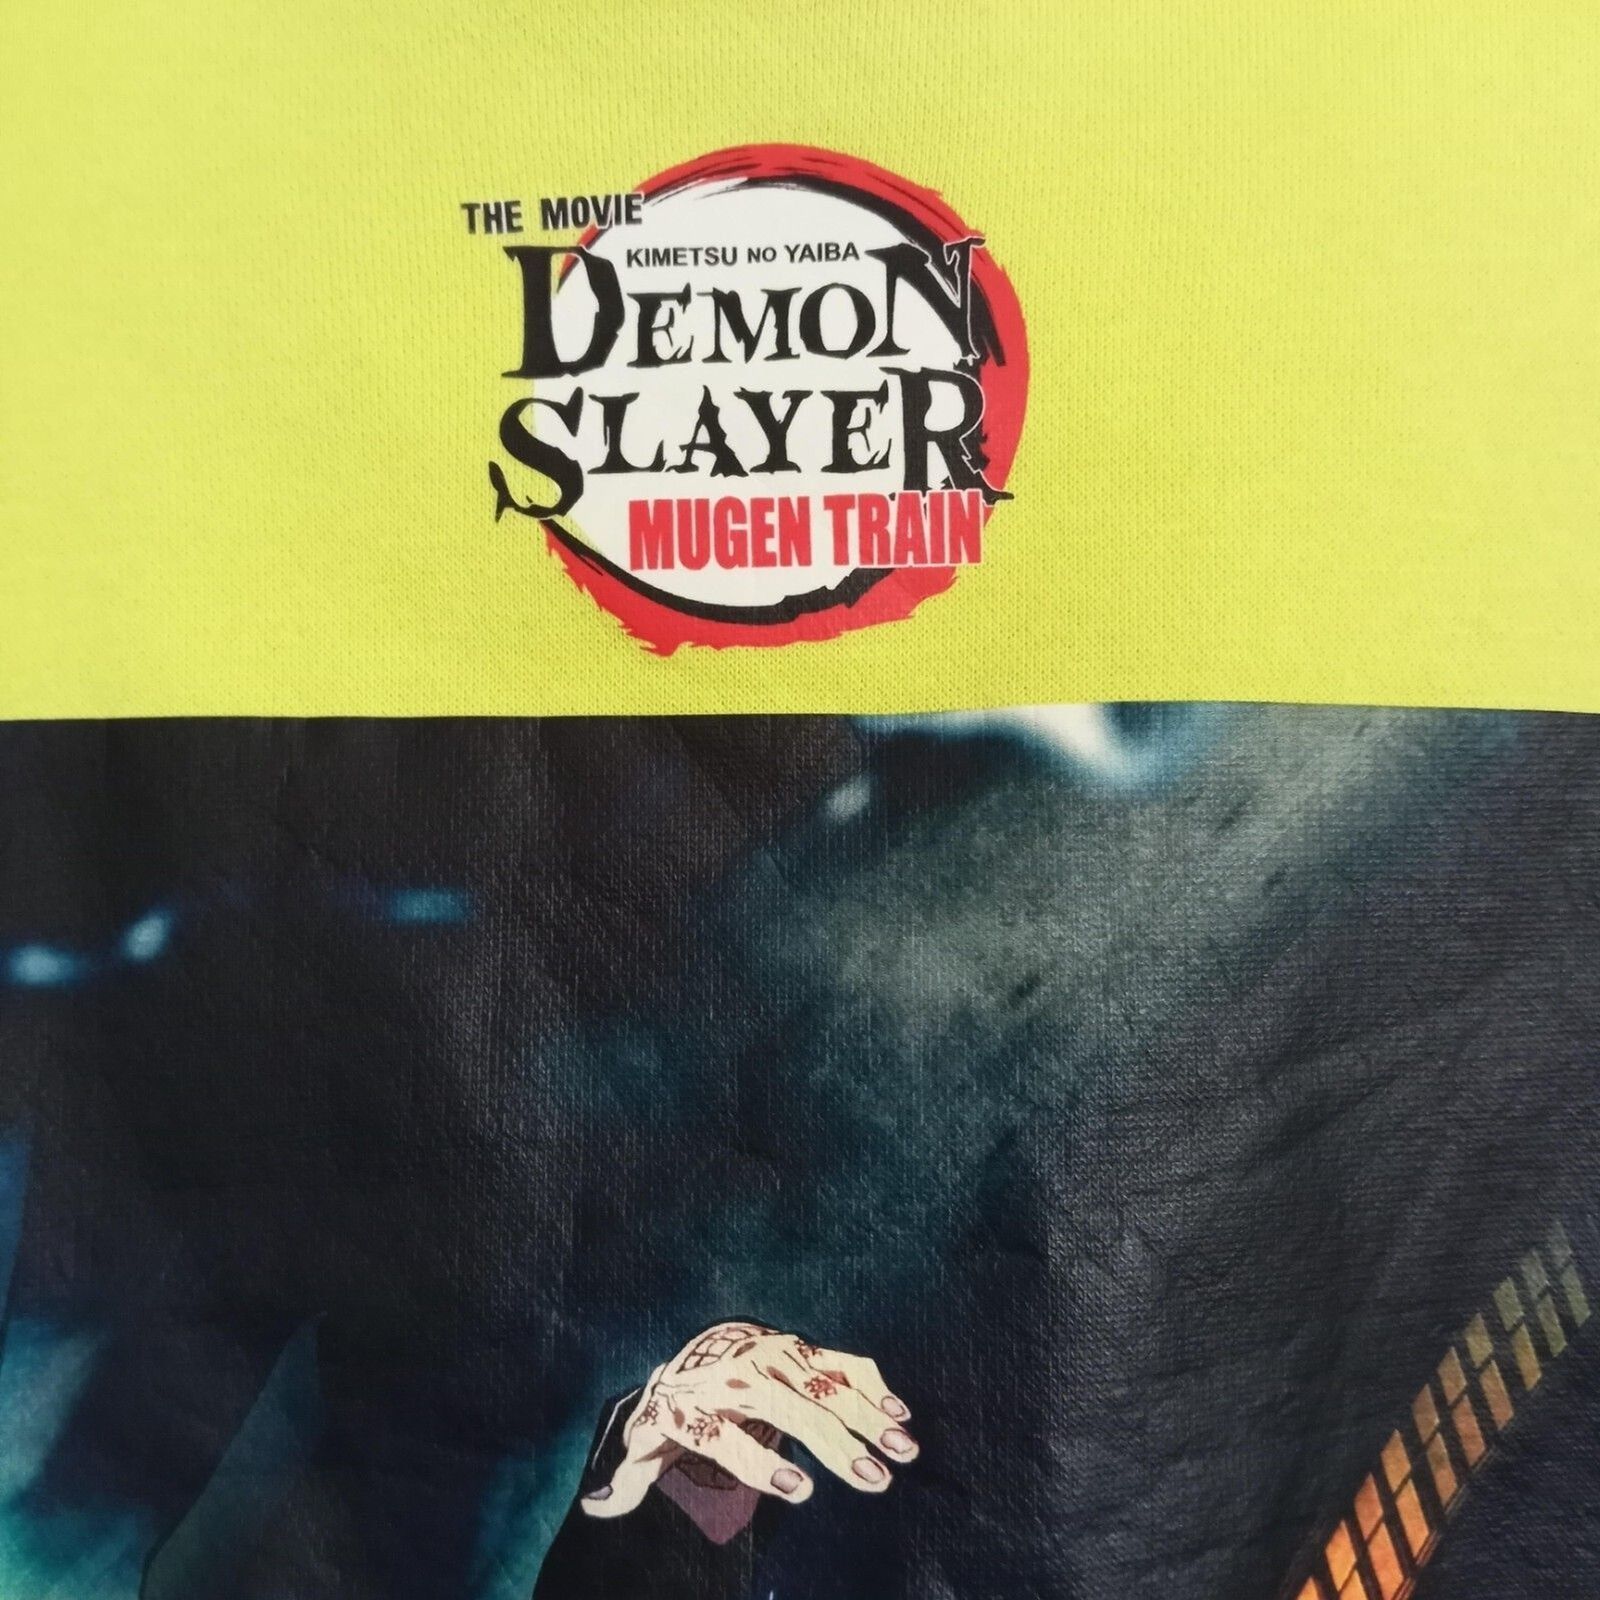 THE MOVIE
KIMETSU NO YAIBA
DEMON
SLAYER
MUGEN TRAIN